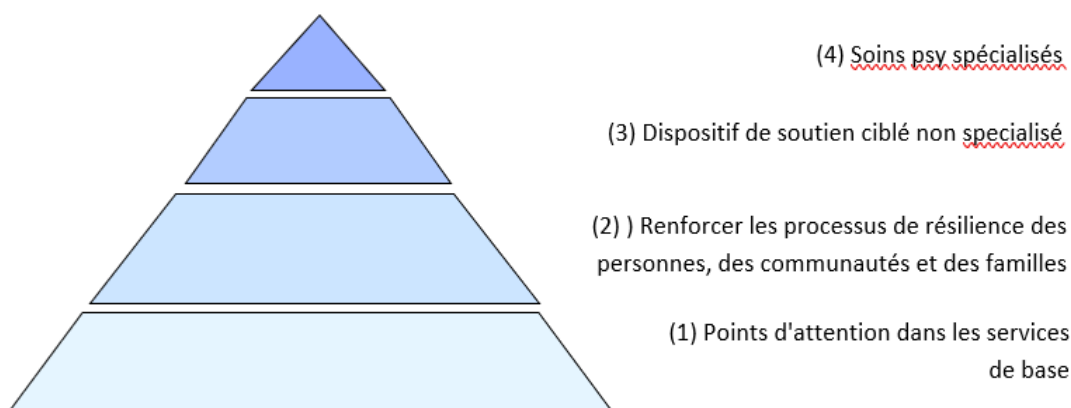 (4) Soins psy spécialisés
(3) Dispositif de soutien ciblé non specialisé
(2) ) Renforcer les processus de résilience des
personnes, des communautés et des familles
(1) Points d'attention dans les services
de base